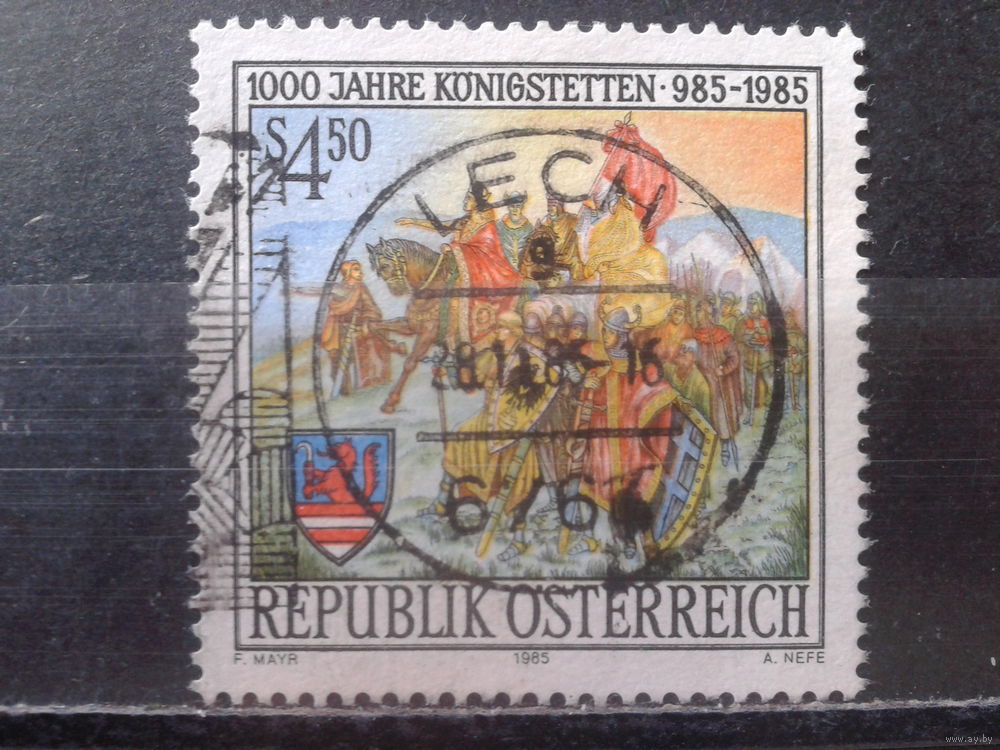 1000 JAHRE KÖNIGSTETTEN · 985-1985
S4 50
LECH
REPUBLIK ÖSTERREICH
F. MAYR 1985 A. NEFE
www.ay.by